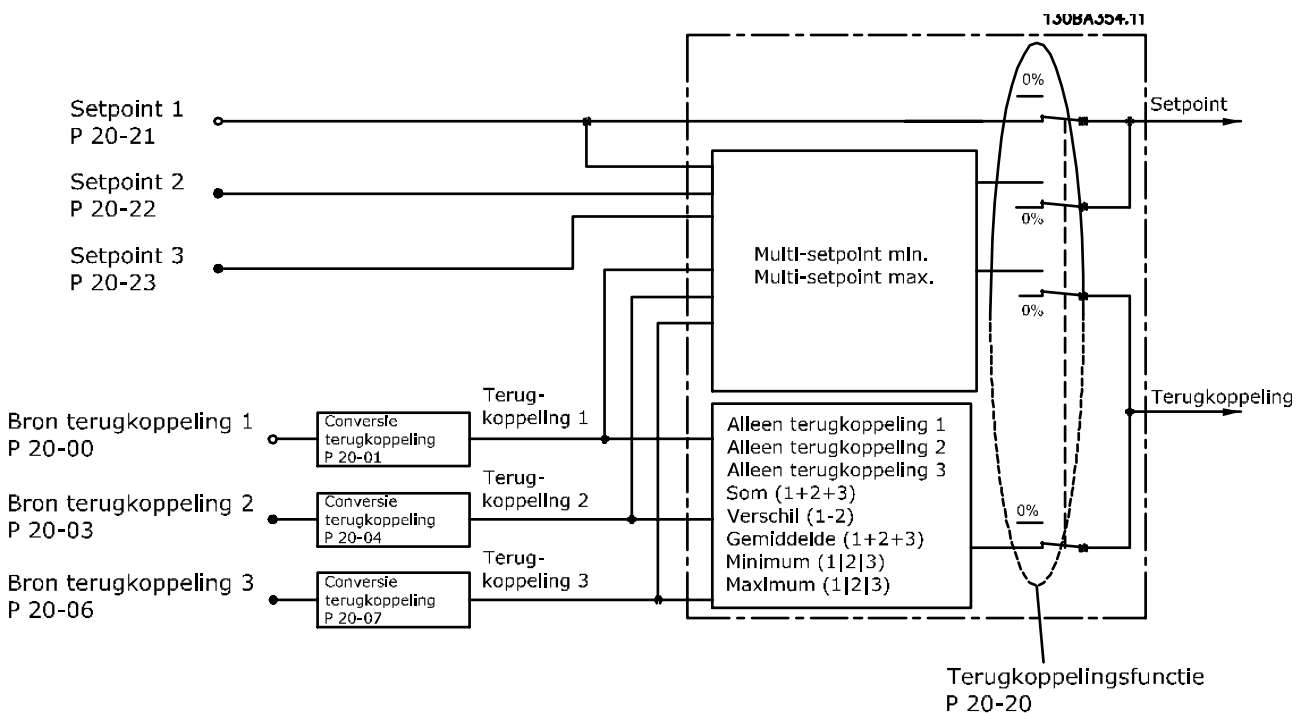 130BA354.11
Setpoint 1
P 20-21
Setpoint 2
P 20-22
Setpoint 3
P 20-23
0%
Setpoint
0%
Multi-setpoint min.
Multi-setpoint max.
0%
Bron terugkoppeling 1
P 20-00
Conversie
terugkoppeling
P 20-01
Terug-
koppeling 1
Bron terugkoppeling 2
P 20-03
Conversie
terugkoppeling
P 20-04
Terug-
koppeling 2
Bron terugkoppeling 3
P 20-06
Conversie
terugkoppeling
P 20-07
Terug-
koppeling 3
Alleen terugkoppeling 1
Alleen terugkoppeling 2
Alleen terugkoppeling 3
Som (1+2+3)
Verschil (1-2)
Gemiddelde (1+2+3)
Minimum (1|2|3)
Maximum (1|2|3)
0%
Terugkoppeling
Terugkoppelingsfunctie
P 20-20